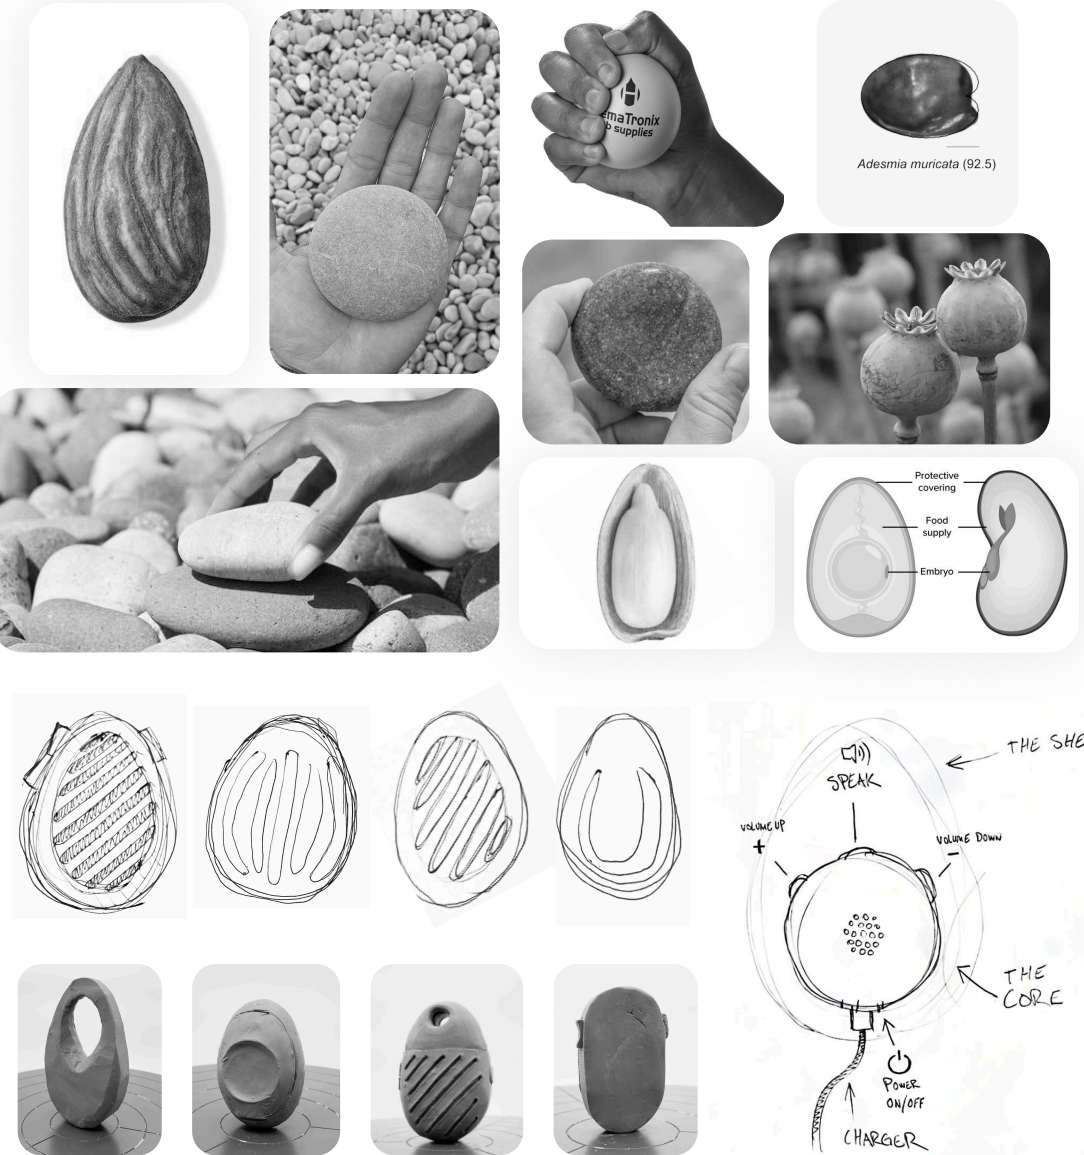 emaTronix
b supplies
Adesmia muricata (92.5)
Protective
covering
Food
supply
Embryo
THE SHE
SPEAK
VOLUME UP
+
VOLUME DOWN
-
THE
CORE
POWER
ON/OFF
CHARGER